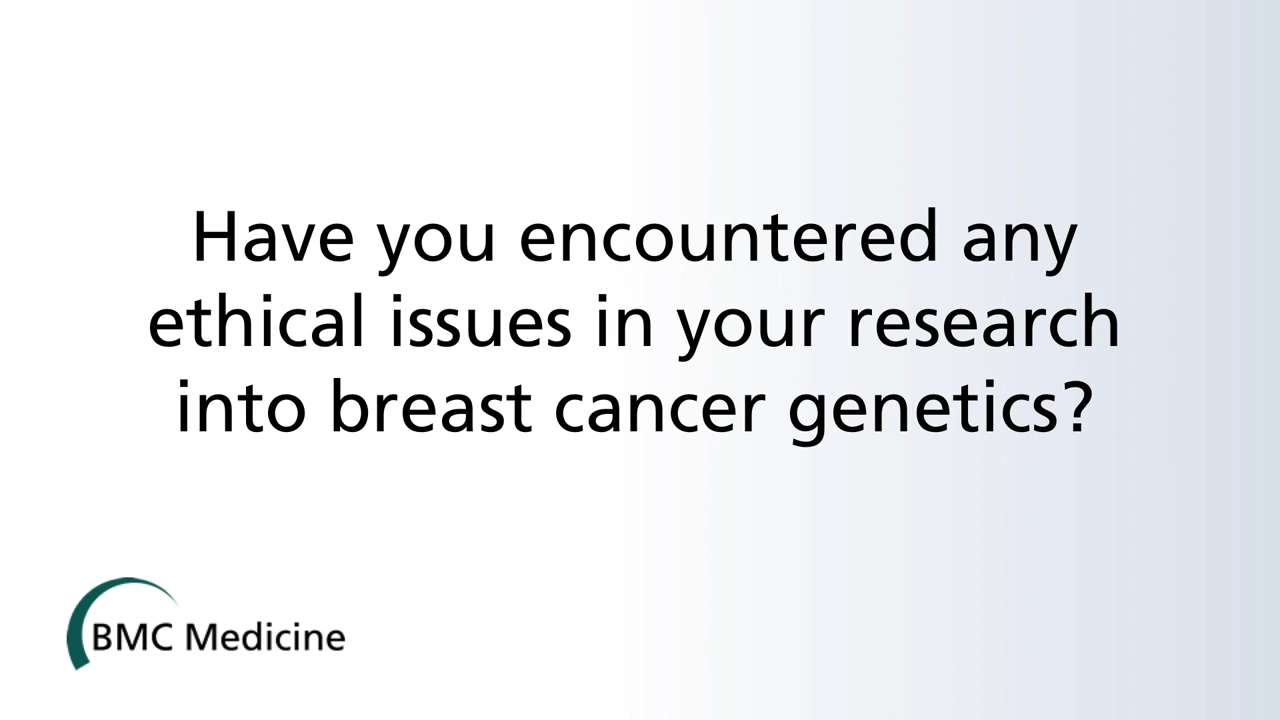 Have you encountered any
ethical issues in your research
into breast cancer genetics?
BMC Medicine